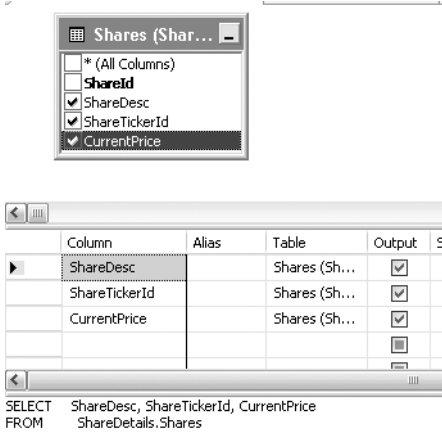 Shares (Shar...
* (All Columns)
ShareId
ShareDesc
ShareTickerId
CurrentPrice
Column Alias Table Output S
ShareDesc Shares (Sh...
ShareTickerId Shares (Sh...
CurrentPrice Shares (Sh...
SELECT ShareDesc, ShareTickerId, CurrentPrice
FROM ShareDetails.Shares